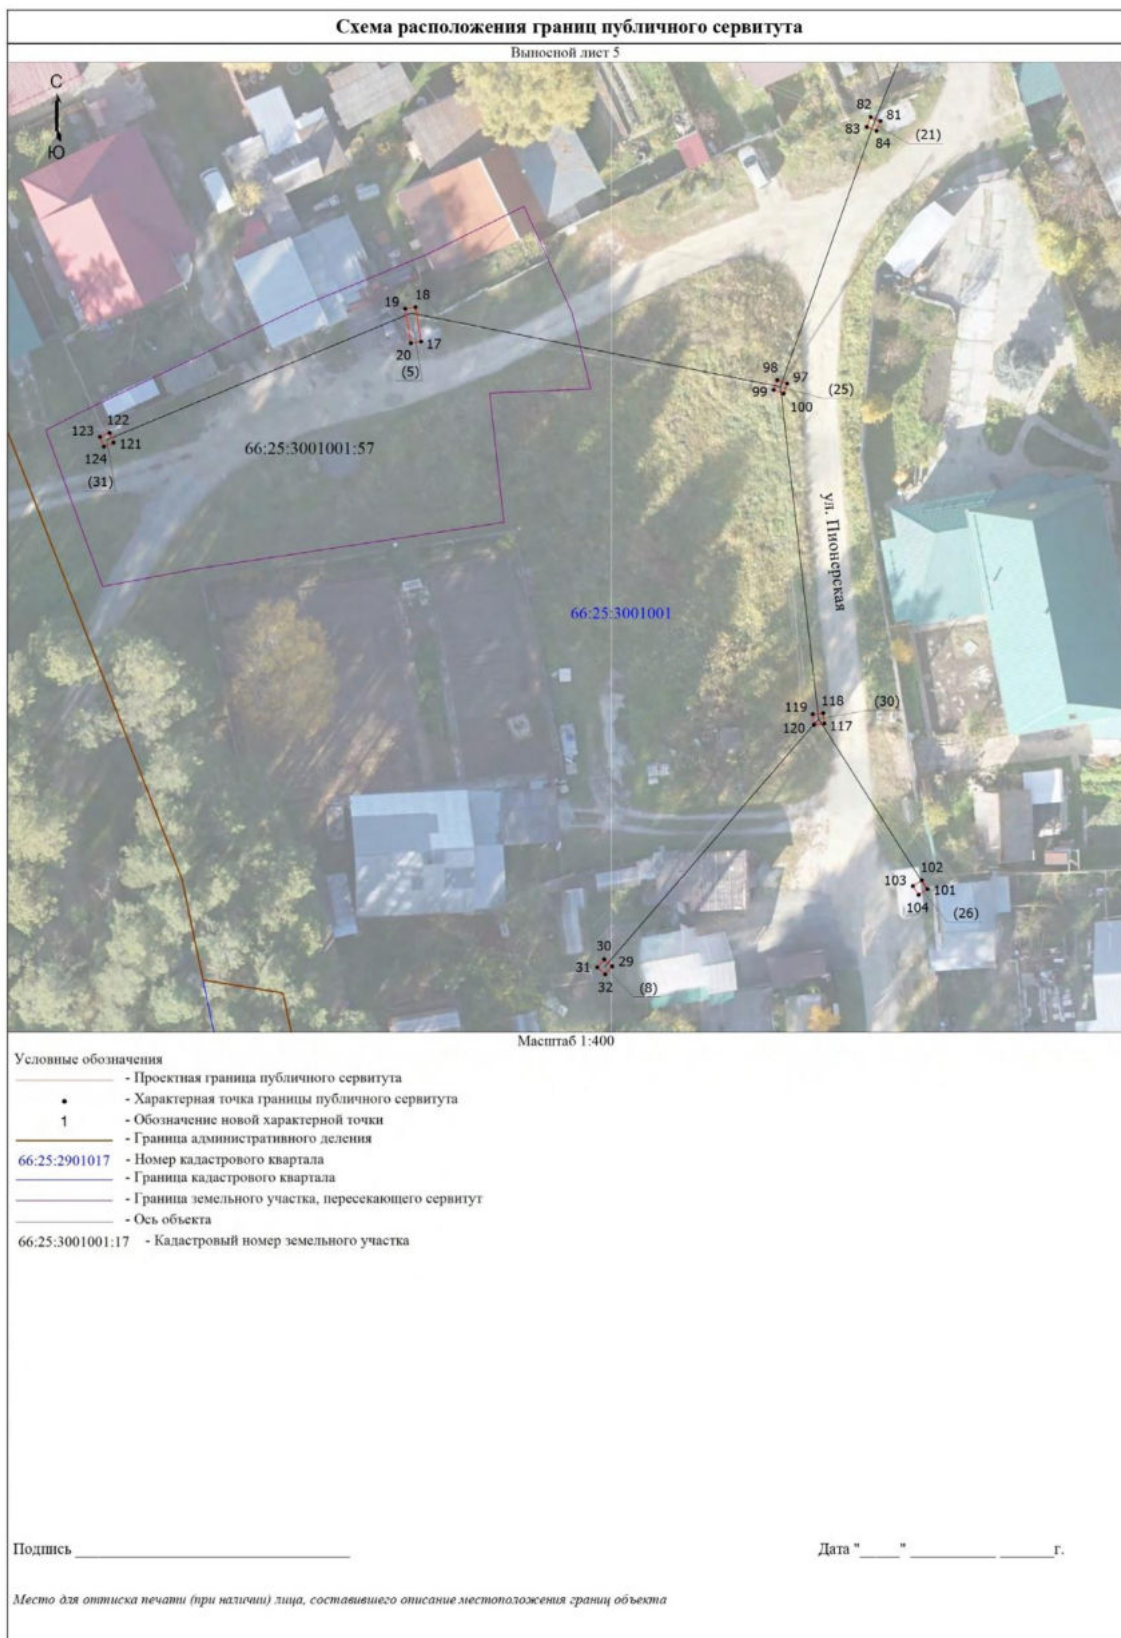 Схема расположения границ публичного сервитута
Выносной лист 5
С
Ю
82
81
83
84
(21)
19
18
20
17
(5)
98
97
99
100
(25)
123
122
121
124
(31)
66:25:3001001:57
ул. Пионерская
66:25:3001001
119
118
120
117
(30)
103
102
101
104
(26)
30
31
29
32
(8)
Масштаб 1:400
Условные обозначения
- Проектная граница публичного сервитута
- Характерная точка границы публичного сервитута
1 - Обозначение новой характерной точки
- Граница административного деления
66:25:2901017 - Номер кадастрового квартала
- Граница кадастрового квартала
- Граница земельного участка, пересекающего сервитут
- Ось объекта
66:25:3001001:17 - Кадастровый номер земельного участка
Подпись ____________________ Дата "_____" ___________ _______г.
Место для оттиска печати (при наличии) лица, составившего описание местоположения границ объекта